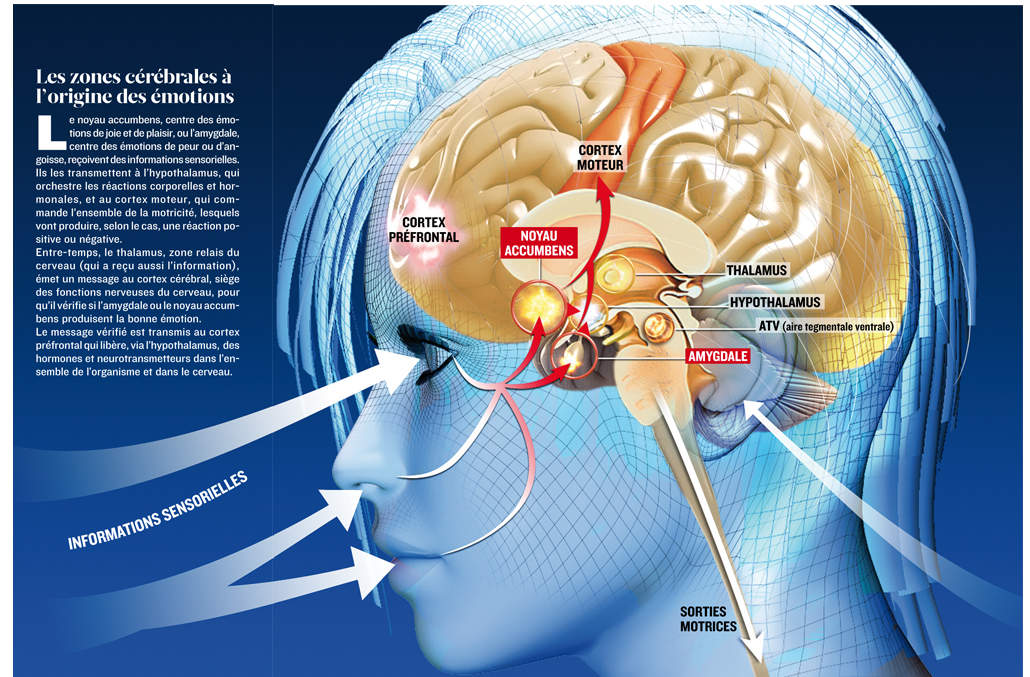 Les zones cérébrales à
l'origine des émotions
Le noyau accumbens, centre des émo-
tions de joie et de plaisir, ou l'amygdale,
centre des émotions de peur ou d'an-
goisse, reçoivent des informations sensorielles.
Ils les transmettent à l'hypothalamus, qui
orchestre les réactions corporelles et hor-
monales, et au cortex moteur, qui com-
mande l'ensemble de la motricité, lesquels
vont produire, selon le cas, une réaction po-
sitive ou négative.
Entre-temps, le thalamus, zone relais du
cerveau (qui a reçu aussi l'information),
émet un message au cortex cérébral, siège
des fonctions nerveuses du cerveau, pour
qu'il vérifie si l'amygdale ou le noyau accum-
bens produisent la bonne émotion.
Le message vérifié est transmis au cortex
préfrontal qui libère, via l'hypothalamus, des
hormones et neurotransmetteurs dans l'en-
semble de l'organisme et dans le cerveau.
CORTEX
MOTEUR
CORTEX
PRÉFRONTAL
NOYAU
ACCUMBENS
THALAMUS
HYPOTHALAMUS
ATV (aire tegmentale ventrale)
AMYGDALE
INFORMATIONS SENSORIELLES
SORTIES
MOTRICES